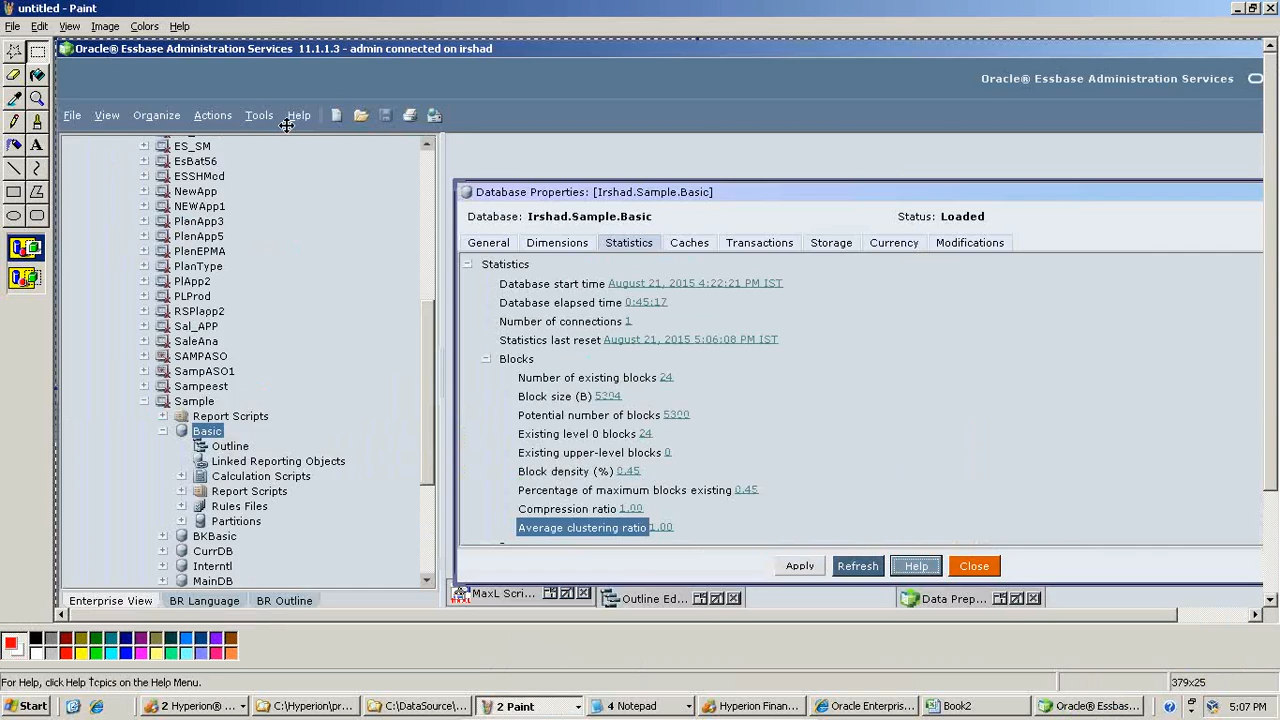 untitled - Paint
File Edit View Image Colors Help
Oracle® Essbase Administration Services 11.1.1.3 - admin connected on irshad
Oracle® Essbase Administration Services
File View Organize Actions Tools Help
ES_SM
EsBat56
ESSHMod
NewApp
NEWApp1
PlanApp3
PlanApp5
PlanEPMA
PlanType
PlApp2
PLProd
RSPlapp2
Sal_APP
SaleAna
SAMPASO
SampASO1
Sampeest
Sample
Report Scripts
Basic
Outline
Linked Reporting Objects
Calculation Scripts
Report Scripts
Rules Files
Partitions
BKBasic
CurrDB
Interntl
MainDB
Enterprise View BR Language BR Outline
Database Properties: [Irshad.Sample.Basic]
Database: Irshad.Sample.Basic Status: Loaded
General Dimensions Statistics Caches Transactions Storage Currency Modifications
Statistics
Database start time August 21, 2015 4:22:21 PM IST
Database elapsed time 0:45:17
Number of connections 1
Statistics last reset August 21, 2015 5:06:08 PM IST
Blocks
Number of existing blocks 24
Block size (B) 5304
Potential number of blocks 5300
Existing level 0 blocks 24
Existing upper-level blocks 0
Block density (%) 0.45
Percentage of maximum blocks existing 0.45
Compression ratio 1.00
Average clustering ratio 1.00
Apply Refresh Help Close
MaxL Scri... Outline Ed... Data Prep...
For Help, click Help Topics on the Help Menu.
379x25
Start 2 Hyperion® ... C:\Hyperion\pr... C:\DataSource\... 2 Paint 4 Notepad Hyperion Finan... Oracle Enterpris... Book2 Oracle® Essbas... 5:07 PM